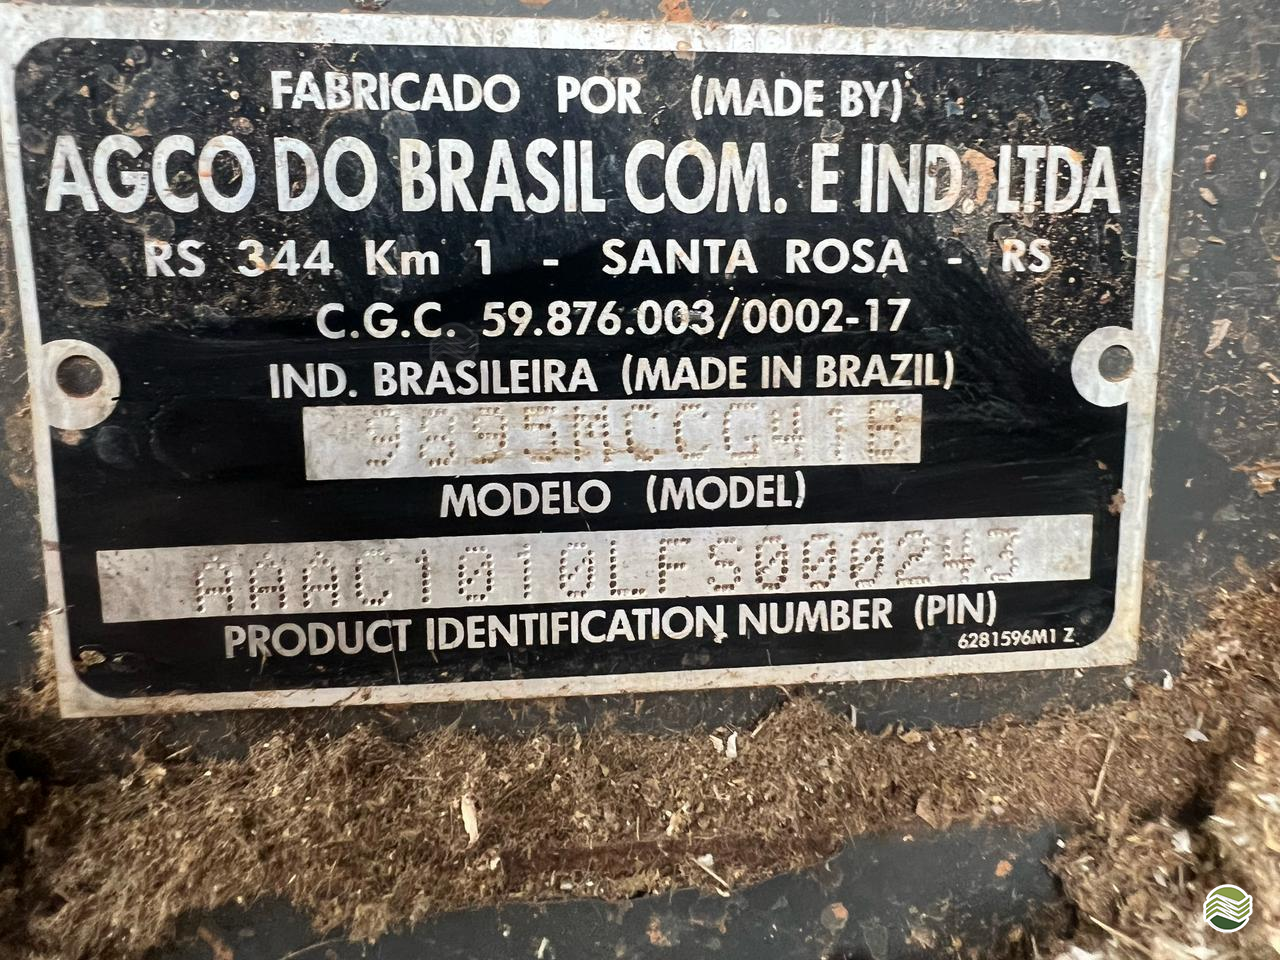 FABRICADO POR (MADE BY)
AGCO DO BRASIL COM. E IND. LTDA
RS 344 Km 1 - SANTA ROSA - RS
C.G.C. 59.876.003/0002-17
IND. BRASILEIRA (MADE IN BRAZIL)
9895MCCG41B
MODELO (MODEL)
AAAC1010LFS000243
PRODUCT IDENTIFICATION NUMBER (PIN)
6281596M1 Z